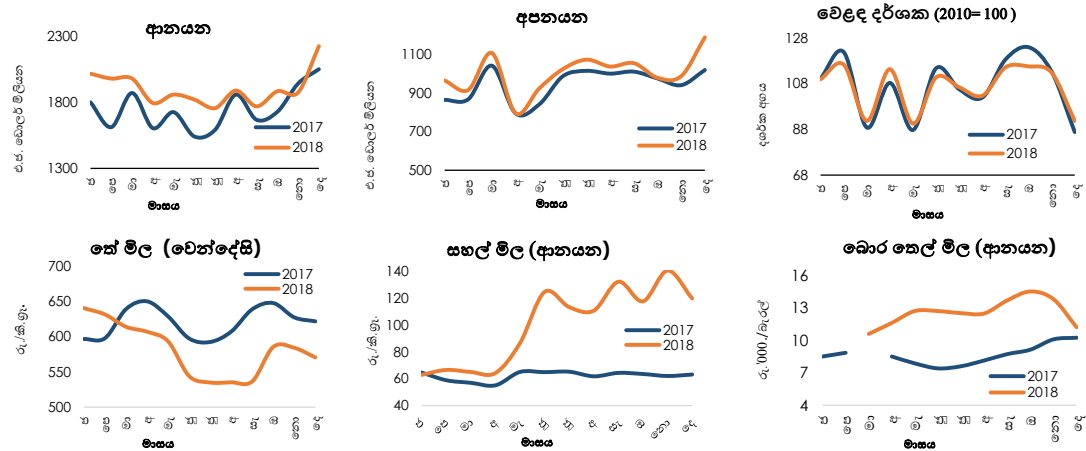 ආනයන
එ.ජ. ඩොලර් මිලියන
2300
1800
1300
2017
2018
ජ
පෙ
මා
අ
මැ
ජූ
ජූ
අ
සැ
ඔ
නො
දෙ
මාසය
අපනයන
එ.ජ. ඩොලර් මිලියන
1100
900
700
500
2017
2018
ජ
පෙ
මා
අ
මැ
ජූ
ජූ
අ
සැ
ඔ
නො
දෙ
මාසය
වෙළඳ දර්ශක (2010=100)
දර්ශක අගය
128
108
88
68
2017
2018
ජ
පෙ
මා
අ
මැ
ජූ
ජූ
අ
සැ
ඔ
නො
දෙ
මාසය
තේ මිල (වෙන්දේසි)
රු./කි.ග්‍රෑ.
700
650
600
550
500
2017
2018
ජ
පෙ
මා
අ
මැ
ජූ
ජූ
අ
සැ
ඔ
නො
දෙ
මාසය
සහල් මිල (ආනයන)
රු./කි.ග්‍රෑ.
140
120
100
80
60
40
2017
2018
ජ
පෙ
මා
අ
මැ
ජූ
ජූ
අ
සැ
ඔ
නො
දෙ
මාසය
බොර තෙල් මිල (ආනයන)
රු.'000./බැරල්
16
13
10
7
4
2017
2018
ජ
පෙ
මා
අ
මැ
ජූ
ජූ
අ
සැ
ඔ
නො
දෙ
මාසය